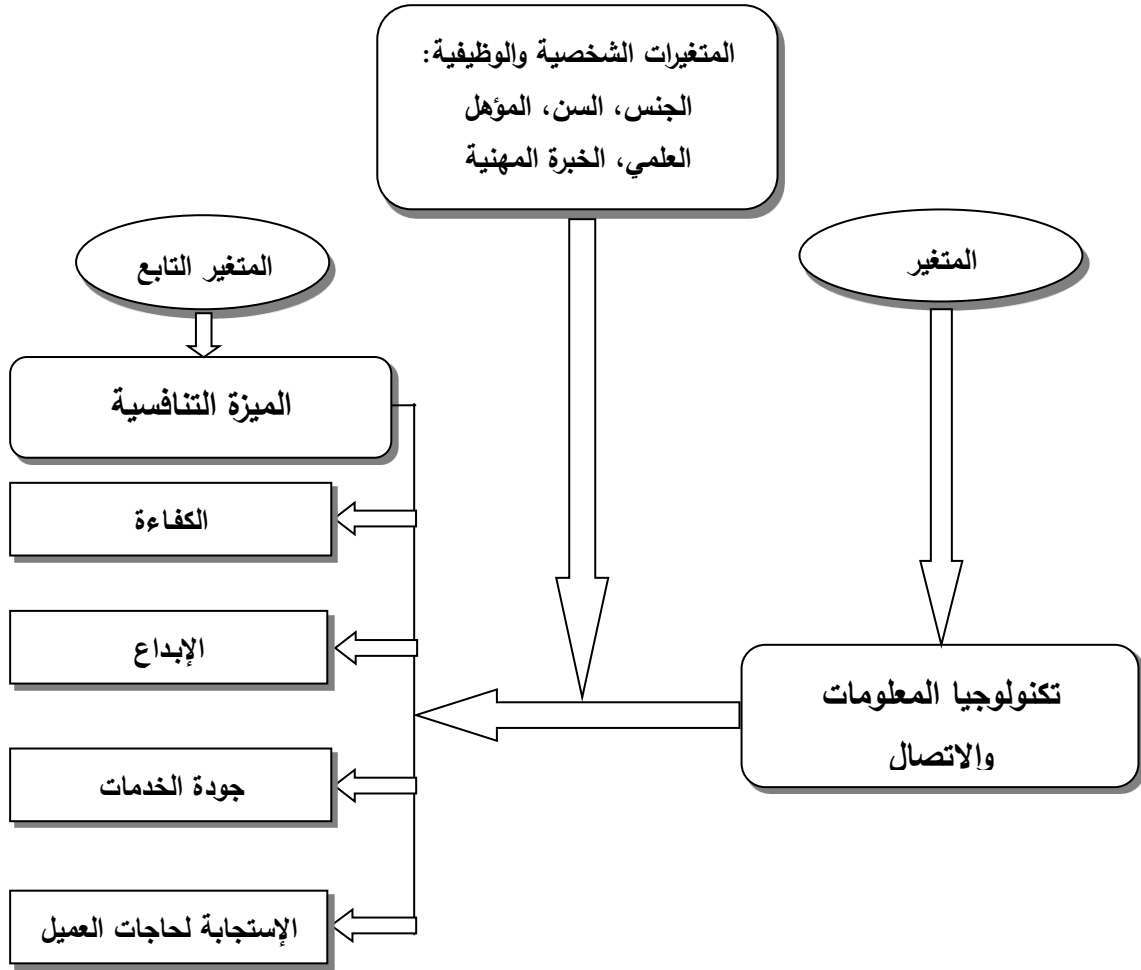 المتغيرات الشخصية والوظيفية:
الجنس، السن، المؤهل
العلمي، الخبرة المهنية
المتغير
المتغير التابع
الميزة التنافسية
الكفاءة
الإبداع
تكنولوجيا المعلومات
والاتصال
جودة الخدمات
الإستجابة لحاجات العميل